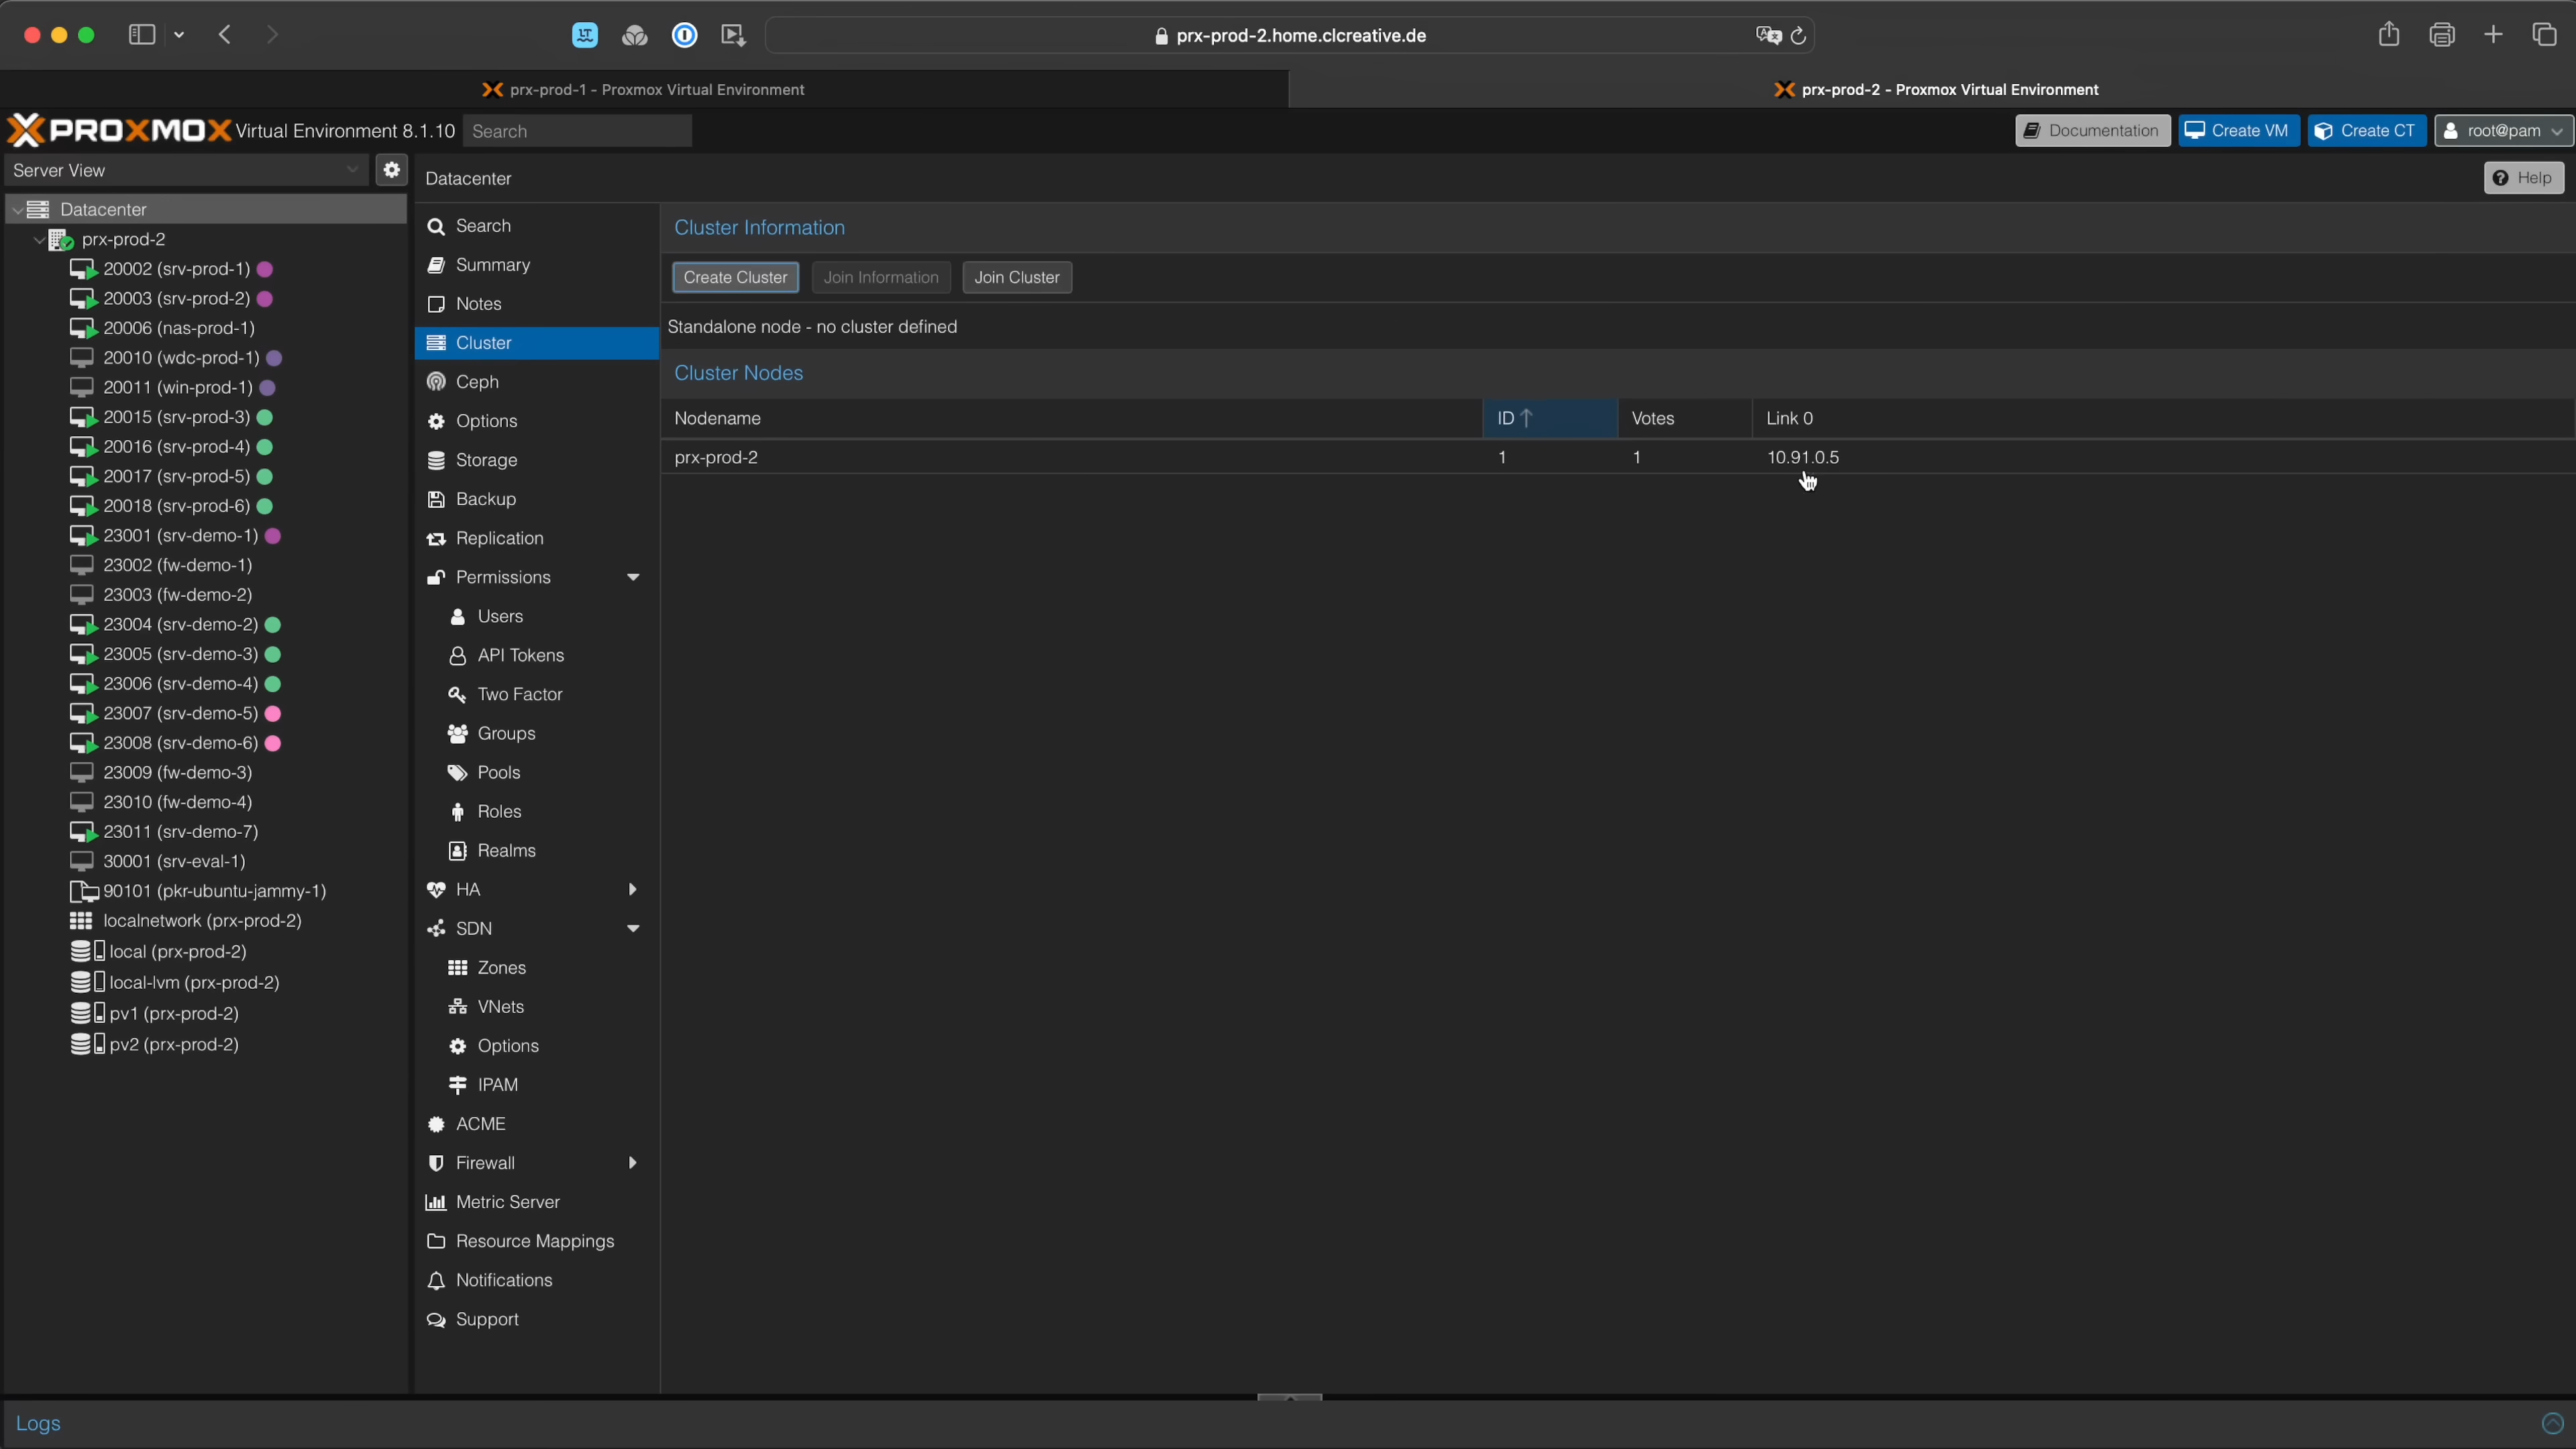 prx-prod-2.home.clcreative.de
prx-prod-1 - Proxmox Virtual Environment
prx-prod-2 - Proxmox Virtual Environment
PROXMOX Virtual Environment 8.1.10
Search
Documentation
Create VM
Create CT
root@pam
Server View
Datacenter
prx-prod-2
20002 (srv-prod-1)
20003 (srv-prod-2)
20006 (nas-prod-1)
20010 (wdc-prod-1)
20011 (win-prod-1)
20015 (srv-prod-3)
20016 (srv-prod-4)
20017 (srv-prod-5)
20018 (srv-prod-6)
23001 (srv-demo-1)
23002 (fw-demo-1)
23003 (fw-demo-2)
23004 (srv-demo-2)
23005 (srv-demo-3)
23006 (srv-demo-4)
23007 (srv-demo-5)
23008 (srv-demo-6)
23009 (fw-demo-3)
23010 (fw-demo-4)
23011 (srv-demo-7)
30001 (srv-eval-1)
90101 (pkr-ubuntu-jammy-1)
localnetwork (prx-prod-2)
local (prx-prod-2)
local-lvm (prx-prod-2)
pv1 (prx-prod-2)
pv2 (prx-prod-2)
Datacenter
Help
Search
Summary
Notes
Cluster
Ceph
Options
Storage
Backup
Replication
Permissions
Users
API Tokens
Two Factor
Groups
Pools
Roles
Realms
HA
SDN
Zones
VNets
Options
IPAM
ACME
Firewall
Metric Server
Resource Mappings
Notifications
Support
Cluster Information
Create Cluster
Join Information
Join Cluster
Standalone node - no cluster defined
Cluster Nodes
Nodename ID Votes Link 0
prx-prod-2 1 1 10.91.0.5
Logs